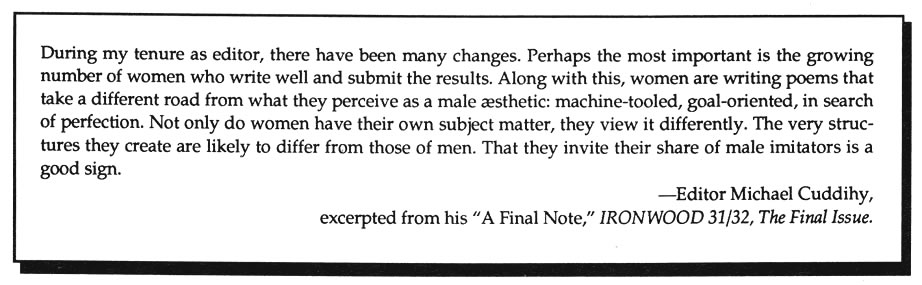 During my tenure as editor, there have been many changes. Perhaps the most important is the growing
number of women who write well and submit the results. Along with this, women are writing poems that
take a different road from what they perceive as a male æsthetic: machine-tooled, goal-oriented, in search
of perfection. Not only do women have their own subject matter, they view it differently. The very struc-
tures they create are likely to differ from those of men. That they invite their share of male imitators is a
good sign.
—Editor Michael Cuddihy,
excerpted from his “A Final Note,” IRONWOOD 31/32, The Final Issue.